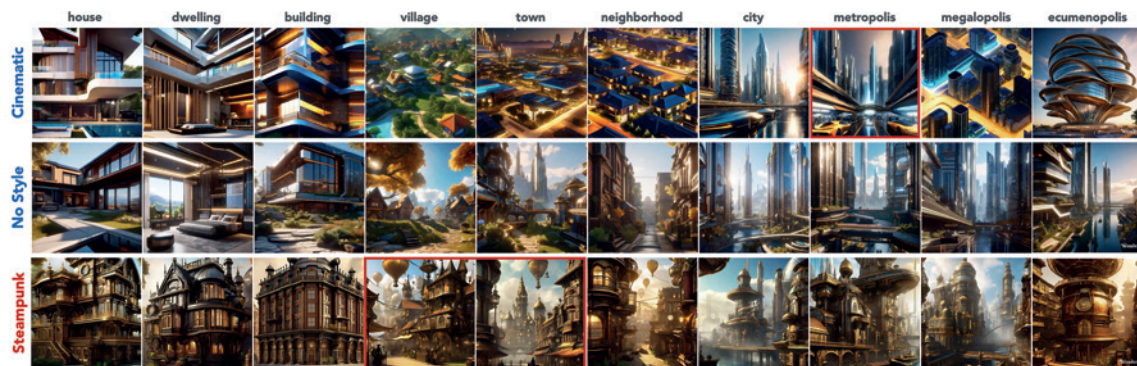 house dwelling building village town neighborhood city metropolis megalopolis ecumenopolis
Cinematic
No Style
Steampunk